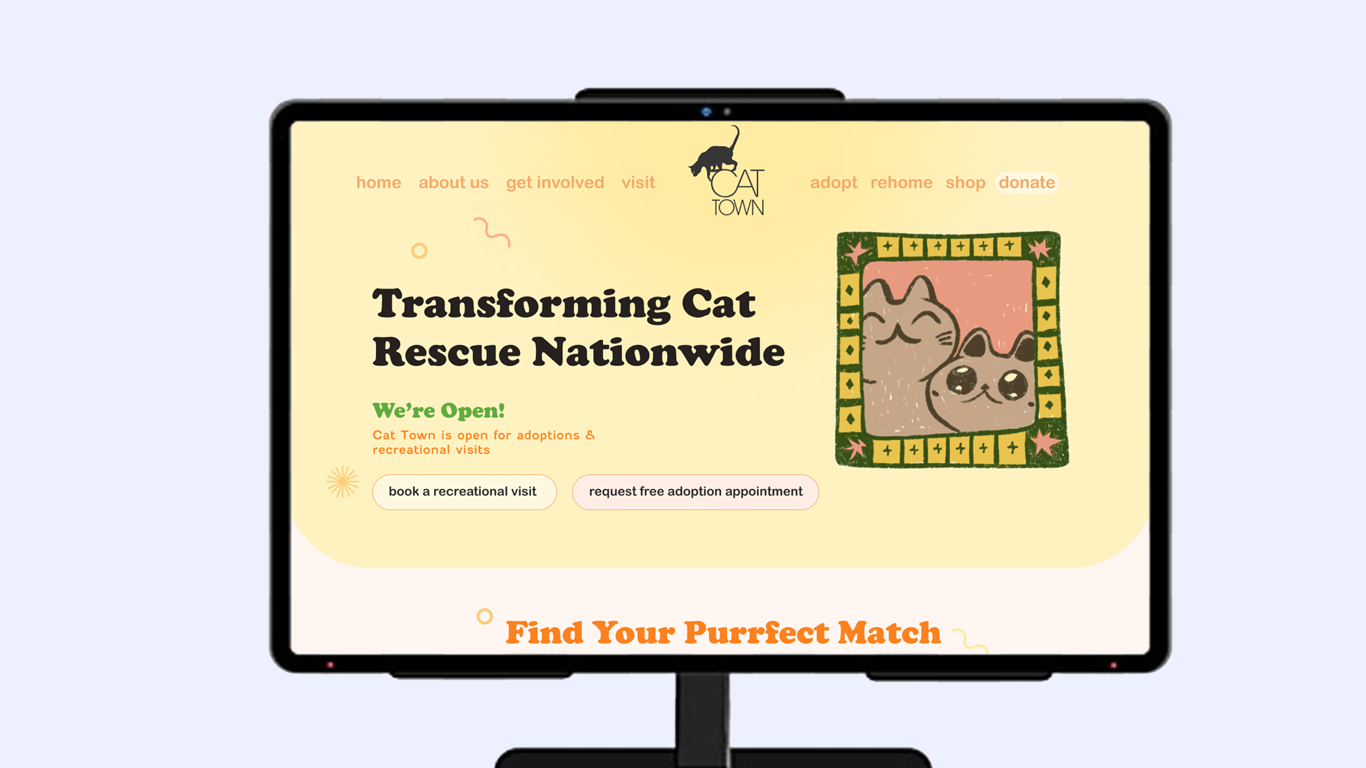 home about us get involved visit
CAT
TOWN
adopt rehome shop donate
Transforming Cat
Rescue Nationwide
We're Open!
Cat Town is open for adoptions &
recreational visits
book a recreational visit
request free adoption appointment
Find Your Purrfect Match